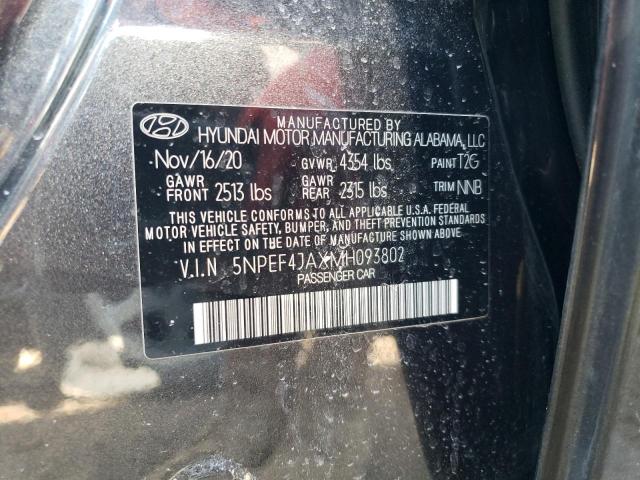 MANUFACTURED BY
HYUNDAI MOTOR MANUFACTURING ALABAMA, LLC
Nov/16/20 GVWR 4354 lbs PAINT T2G
GAWR FRONT 2513 lbs GAWR REAR 2315 lbs TRIM NNB
THIS VEHICLE CONFORMS TO ALL APPLICABLE U.S.A. FEDERAL
MOTOR VEHICLE SAFETY, BUMPER, AND THEFT PREVENTION STANDARDS
IN EFFECT ON THE DATE OF MANUFACTURE SHOWN ABOVE.
V.I.N 5NPEF4JAXMH093802
PASSENGER CAR